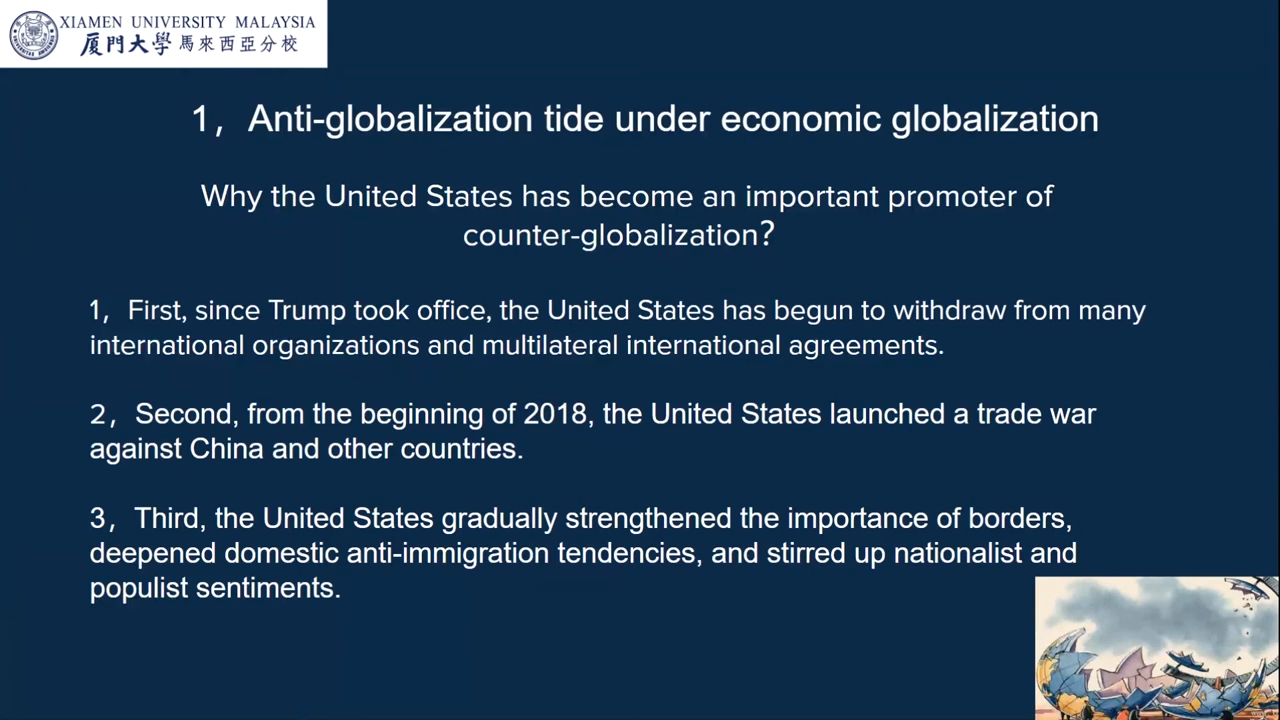 XIAMEN UNIVERSITY MALAYSIA
厦門大學 馬來西亞分校
1，Anti-globalization tide under economic globalization
Why the United States has become an important promoter of
counter-globalization？
1，First, since Trump took office, the United States has begun to withdraw from many
international organizations and multilateral international agreements.
2，Second, from the beginning of 2018, the United States launched a trade war
against China and other countries.
3，Third, the United States gradually strengthened the importance of borders,
deepened domestic anti-immigration tendencies, and stirred up nationalist and
populist sentiments.